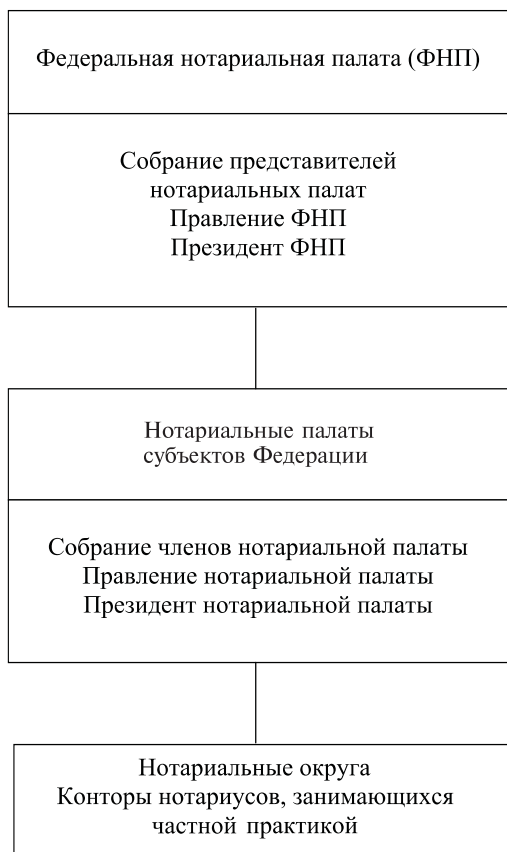 Федеральная нотариальная палата (ФНП)
Собрание представителей
нотариальных палат
Правление ФНП
Президент ФНП
Нотариальные палаты
субъектов Федерации
Собрание членов нотариальной палаты
Правление нотариальной палаты
Президент нотариальной палаты
Нотариальные округа
Конторы нотариусов, занимающихся
частной практикой